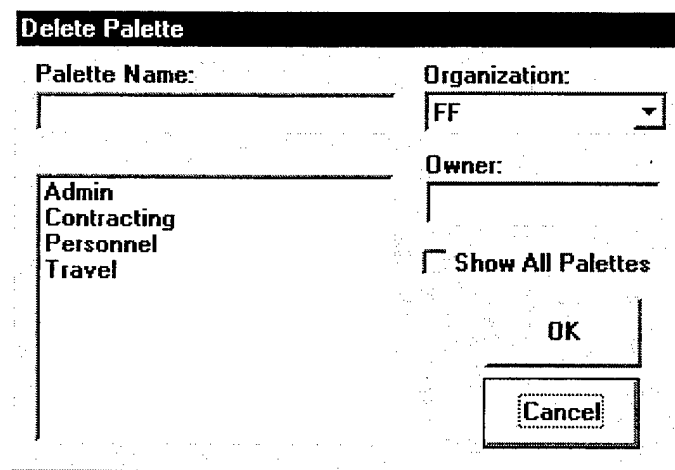 Delete Palette
Palette Name:
Organization:
FF
Owner:
Admin
Contracting
Personnel
Travel
Show All Palettes
OK
Cancel